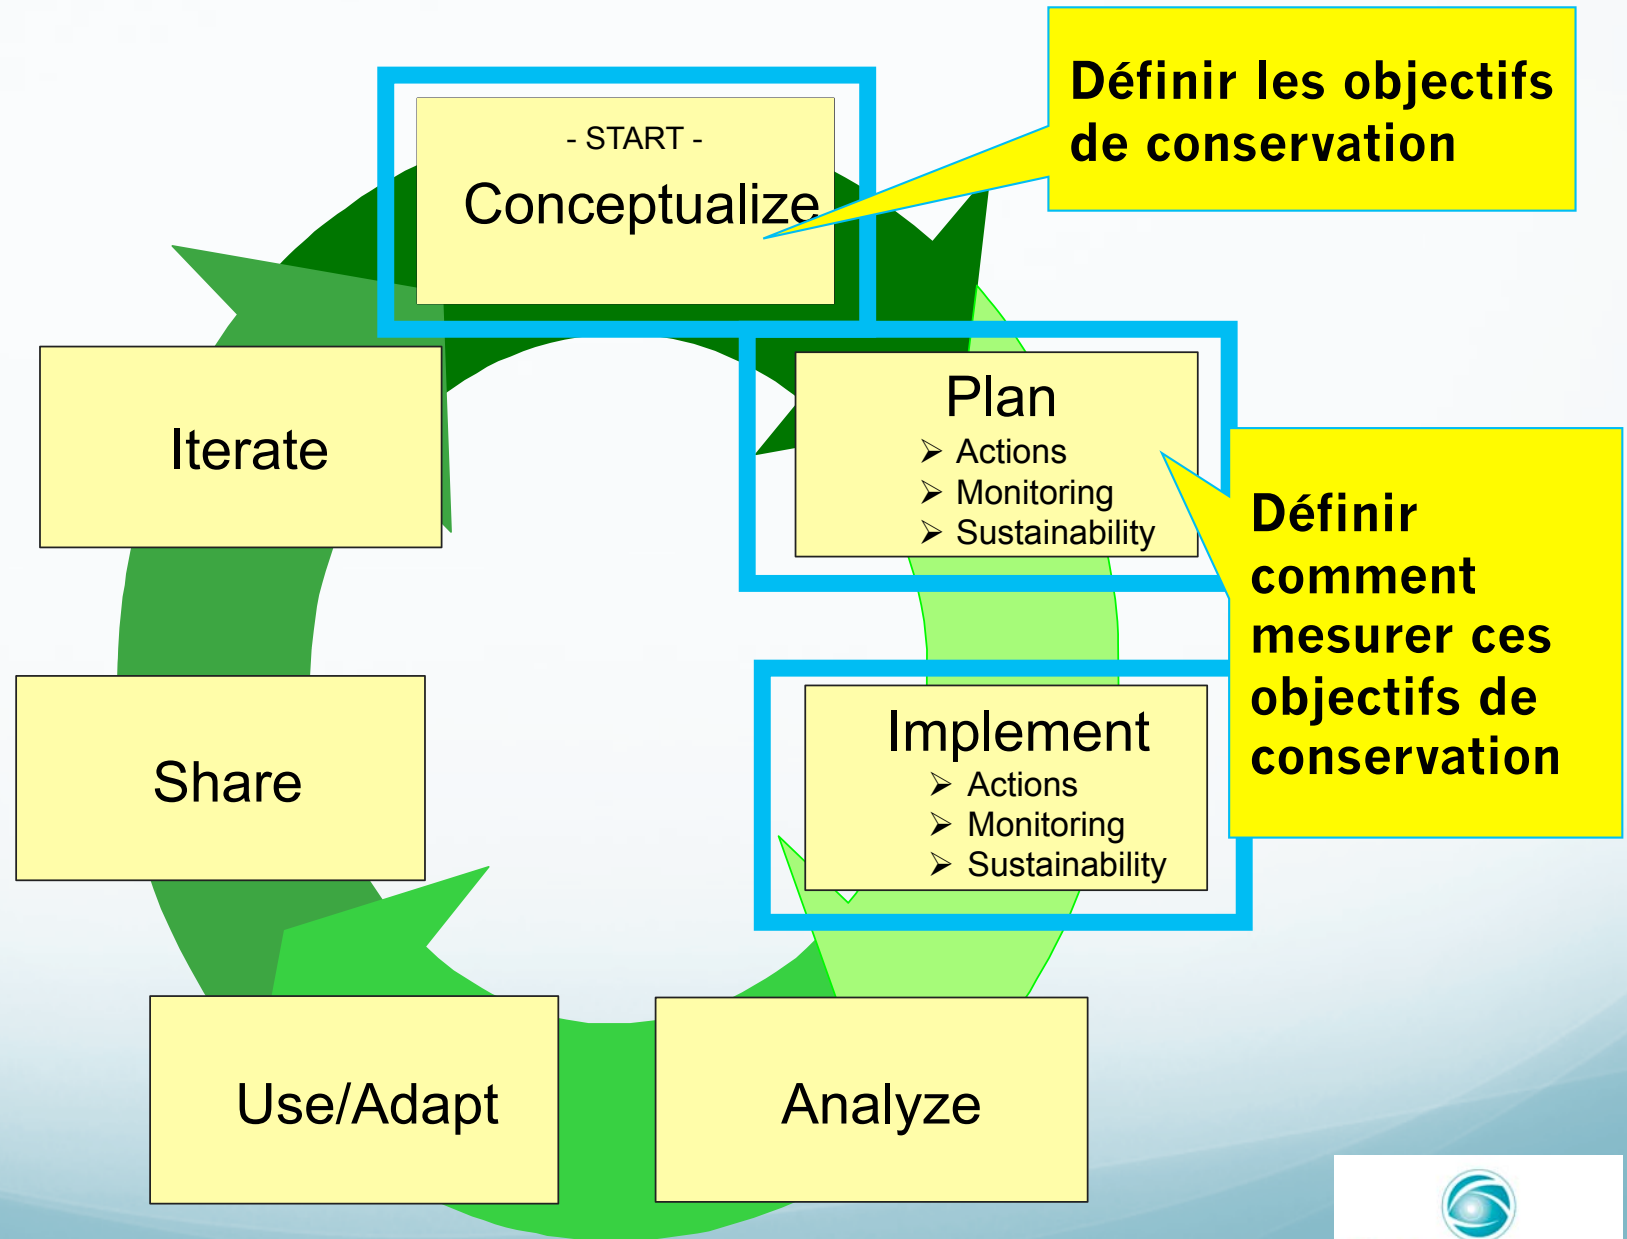 - START -
Conceptualize
Définir les objectifs
de conservation
Plan
➢ Actions
➢ Monitoring
➢ Sustainability
Définir
comment
mesurer ces
objectifs de
conservation
Implement
➢ Actions
➢ Monitoring
➢ Sustainability
Analyze
Use/Adapt
Share
Iterate